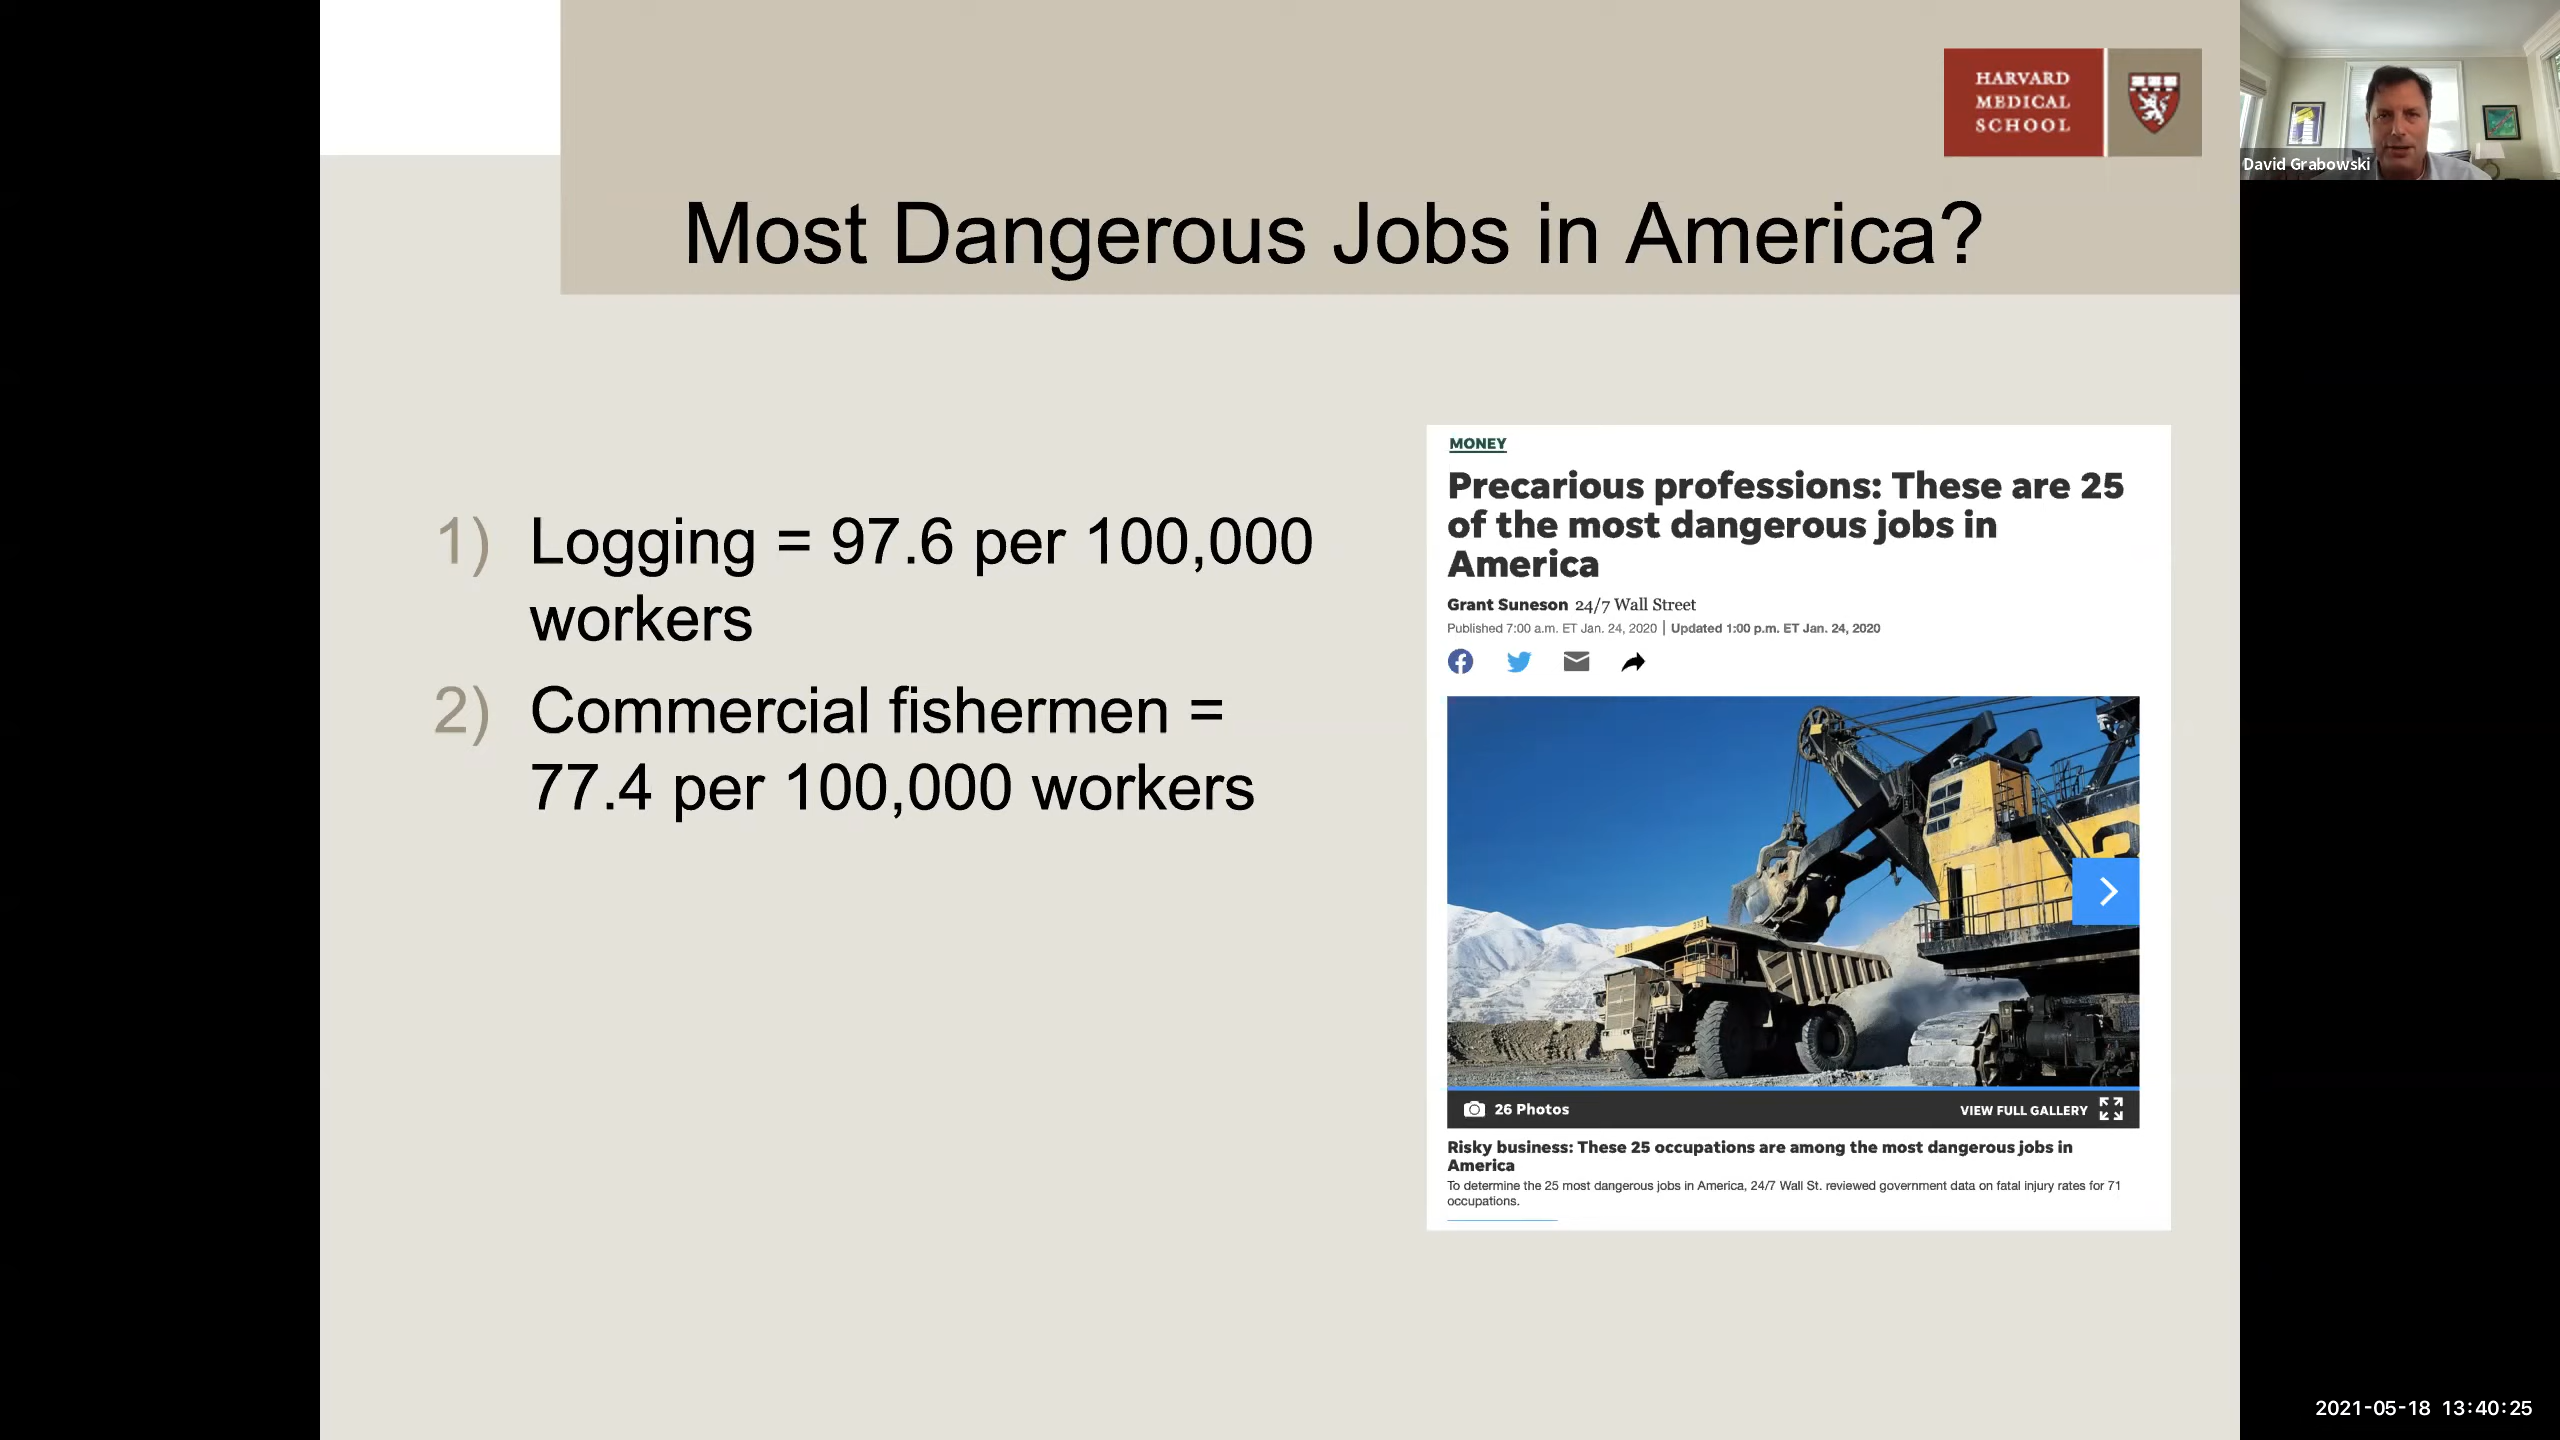 HARVARD
MEDICAL
SCHOOL
David Grabowski
Most Dangerous Jobs in America?
1) Logging = 97.6 per 100,000
workers
2) Commercial fishermen =
77.4 per 100,000 workers
MONEY
Precarious professions: These are 25
of the most dangerous jobs in
America
Grant Suneson 24/7 Wall Street
Published 7:00 a.m. ET Jan. 24, 2020 | Updated 1:00 p.m. ET Jan. 24, 2020
26 Photos
VIEW FULL GALLERY
Risky business: These 25 occupations are among the most dangerous jobs in
America
To determine the 25 most dangerous jobs in America, 24/7 Wall St. reviewed government data on fatal injury rates for 71
occupations.
2021-05-18 13:40:25